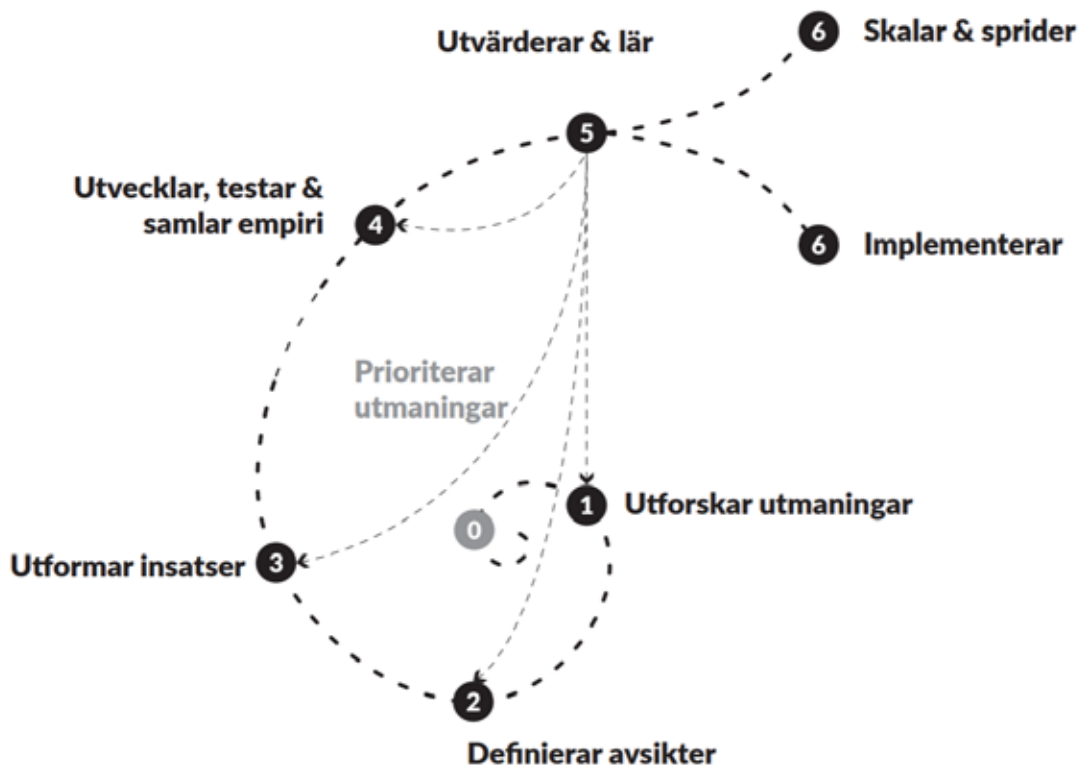 6 Skalar & sprider
Utvärderar & lär
5
Utvecklar, testar &
samlar empiri
4
6 Implementerar
Prioriterar
utmaningar
1 Utforskar utmaningar
0
Utformar insatser 3
2
Definierar avsikter